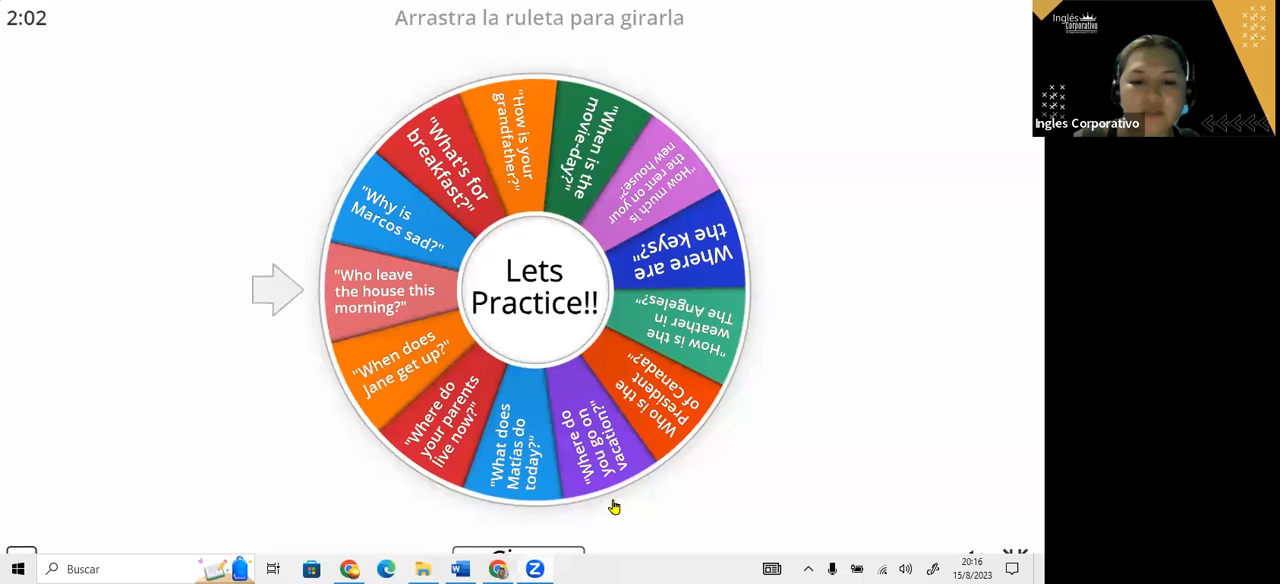 2:02
Arrastra la ruleta para girarla
Inglés
Corporativo
Ingles Corporativo
"How is your
grandfather?"
"When is the
movie-day?"
"How much is
the rent on your
new house?"
Where are
the keys?"
"How is the
weather in
The Angeles?"
Who is the
President
of Canada?"
"Where do
you go on
vacation?"
"What does
Matías do
today?"
"Where do
your parents
live now?"
"When does
Jane get up?"
"Who leave
the house this
morning?"
"Why is
Marcos sad?"
"What's for
breakfast?"
Lets
Practice!!
Buscar
20:16
15/8/2023